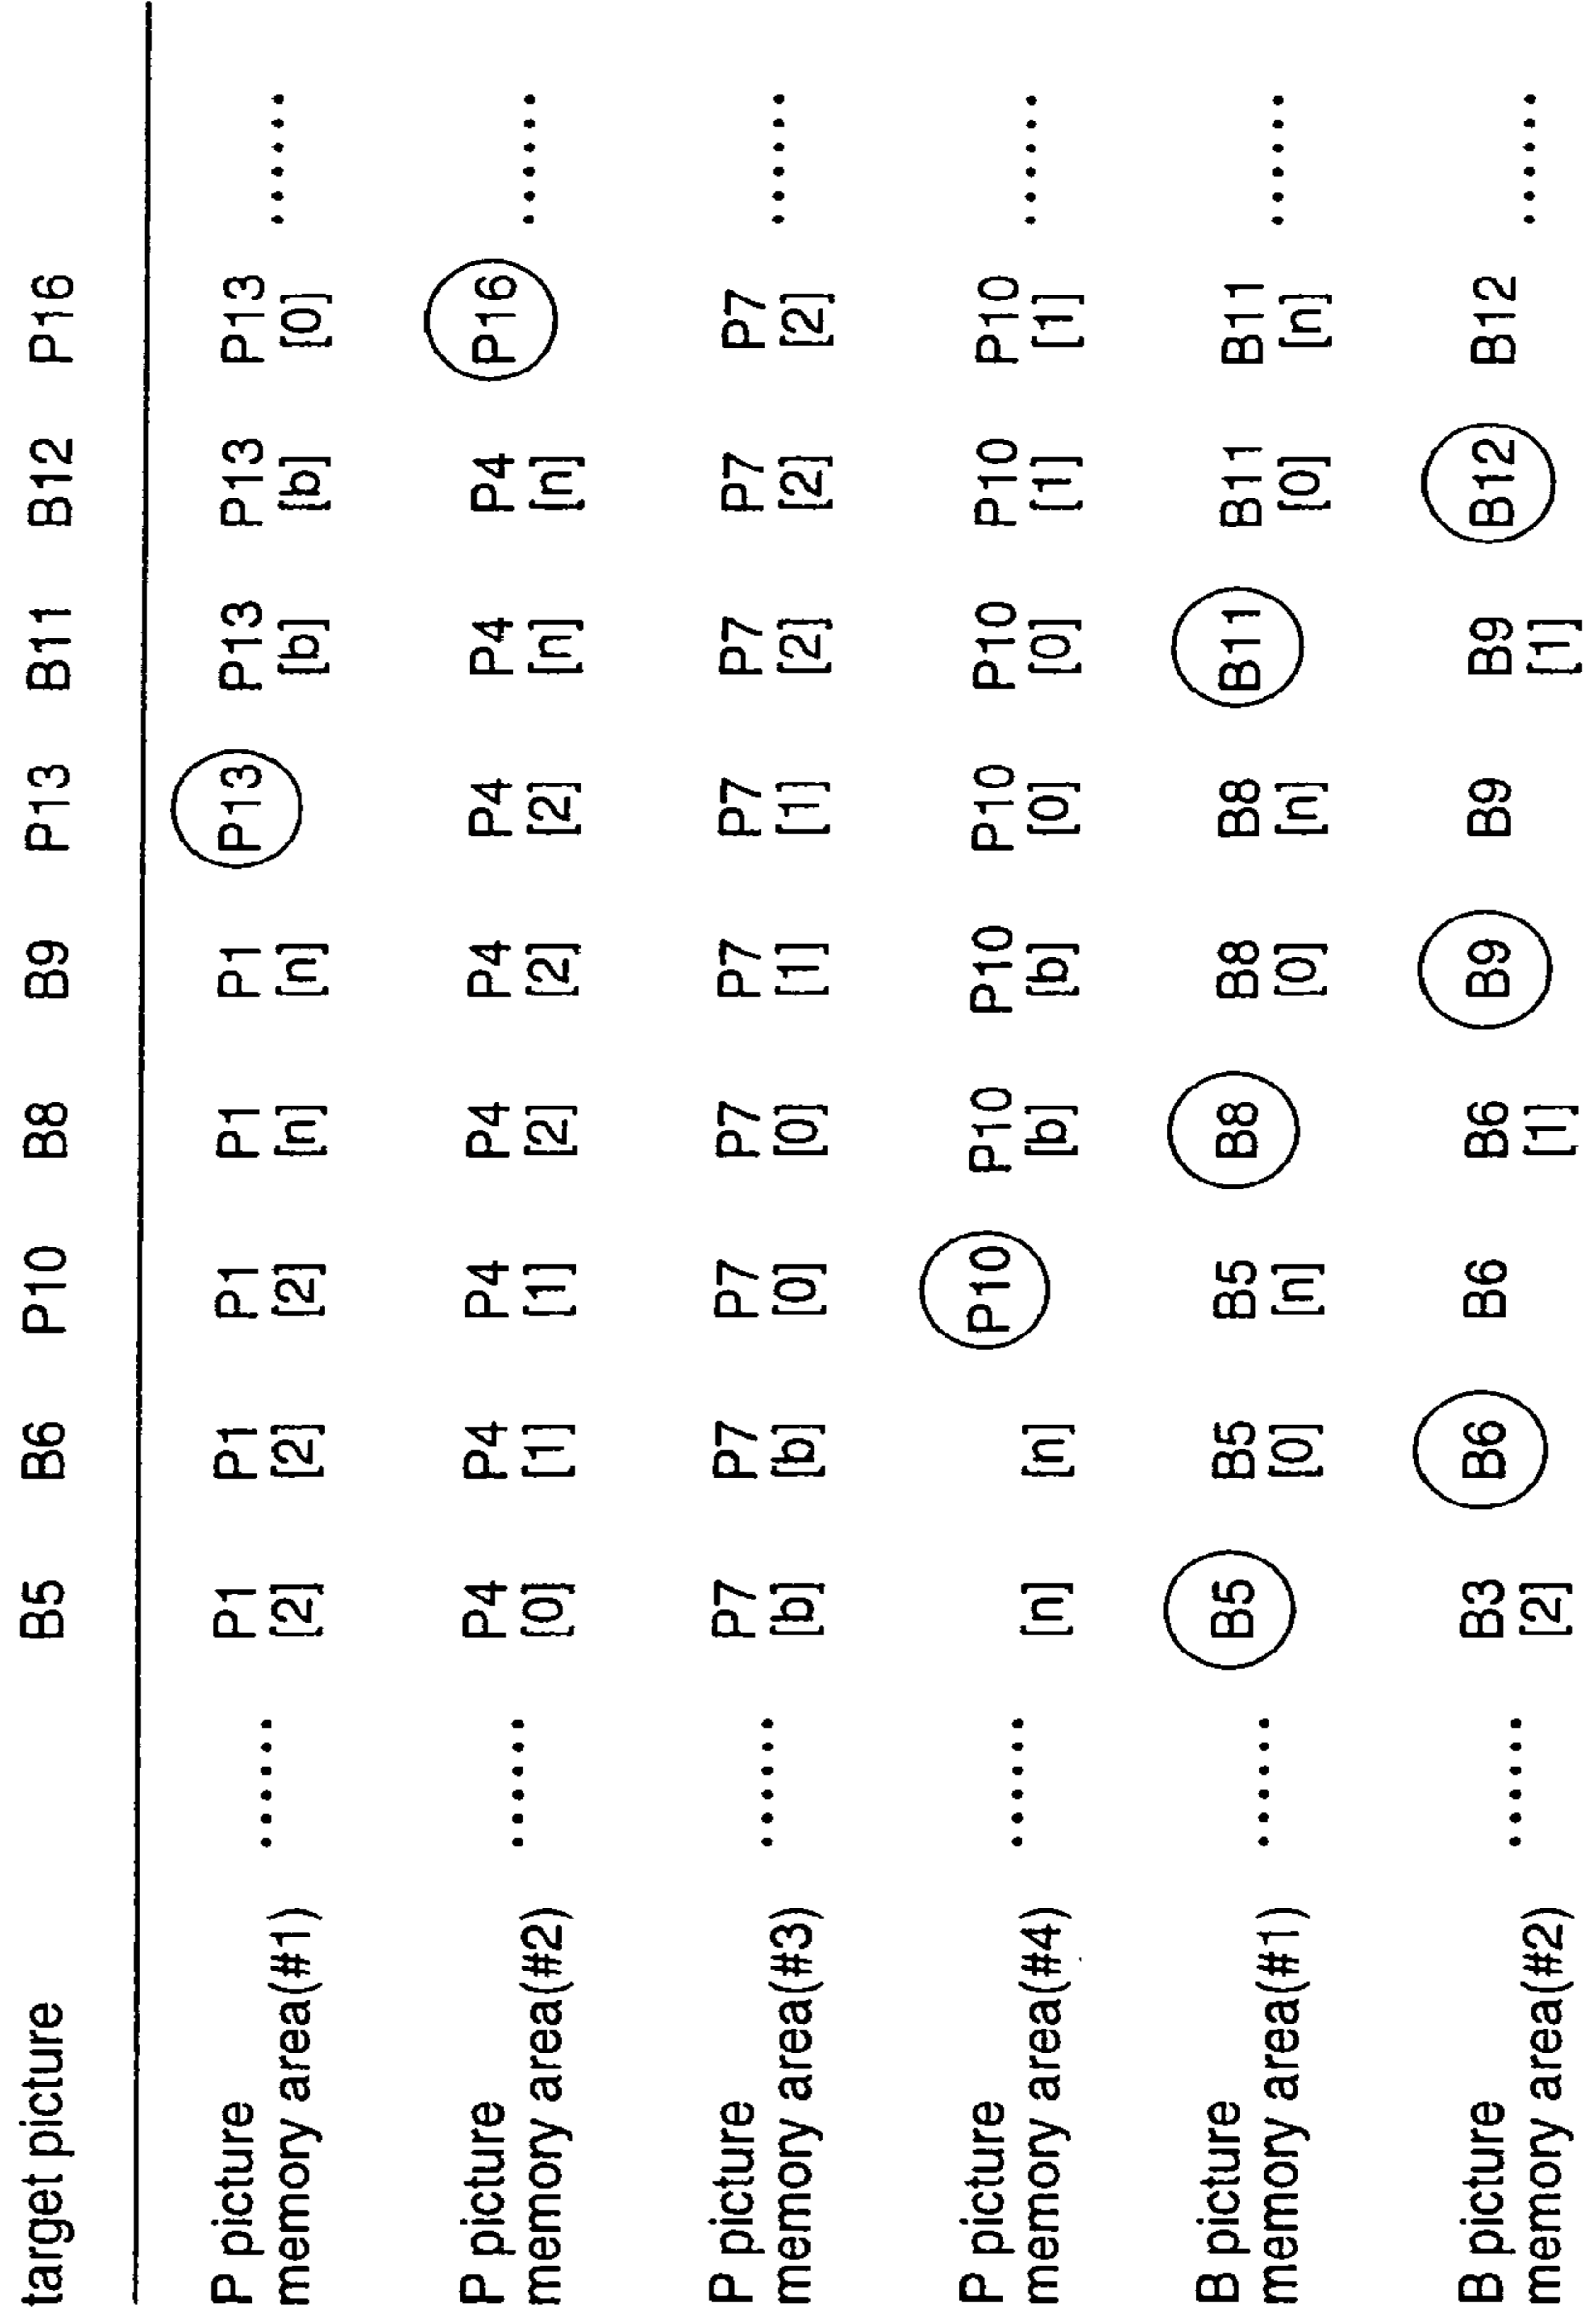 target picture B5 B6 P10 B8 B9 P13 B11 B12 P16
P picture ...... P1 P1 P1 P1 P1 P13 P13 P13 P13 ......
memory area(#1) [2] [2] [2] [n] [n] [b] [b] [0]
P picture ...... P4 P4 P4 P4 P4 P4 P4 P4 P16 ......
memory area(#2) [0] [1] [1] [2] [2] [2] [n] [n]
P picture ...... P7 P7 P7 P7 P7 P7 P7 P7 P7 ......
memory area(#3) [b] [b] [0] [0] [1] [1] [2] [2] [2]
P picture ...... P10 P10 P10 P10 P10 P10 P10 ......
memory area(#4) [n] [n] [b] [b] [0] [0] [1] [1]
B picture ...... B5 B5 B5 B8 B8 B8 B11 B11 B11 ......
memory area(#1) [0] [n] [0] [n] [0] [n]
B picture ...... B3 B6 B6 B6 B9 B9 B9 B12 B12 ......
memory area(#2) [2] [1] [1]